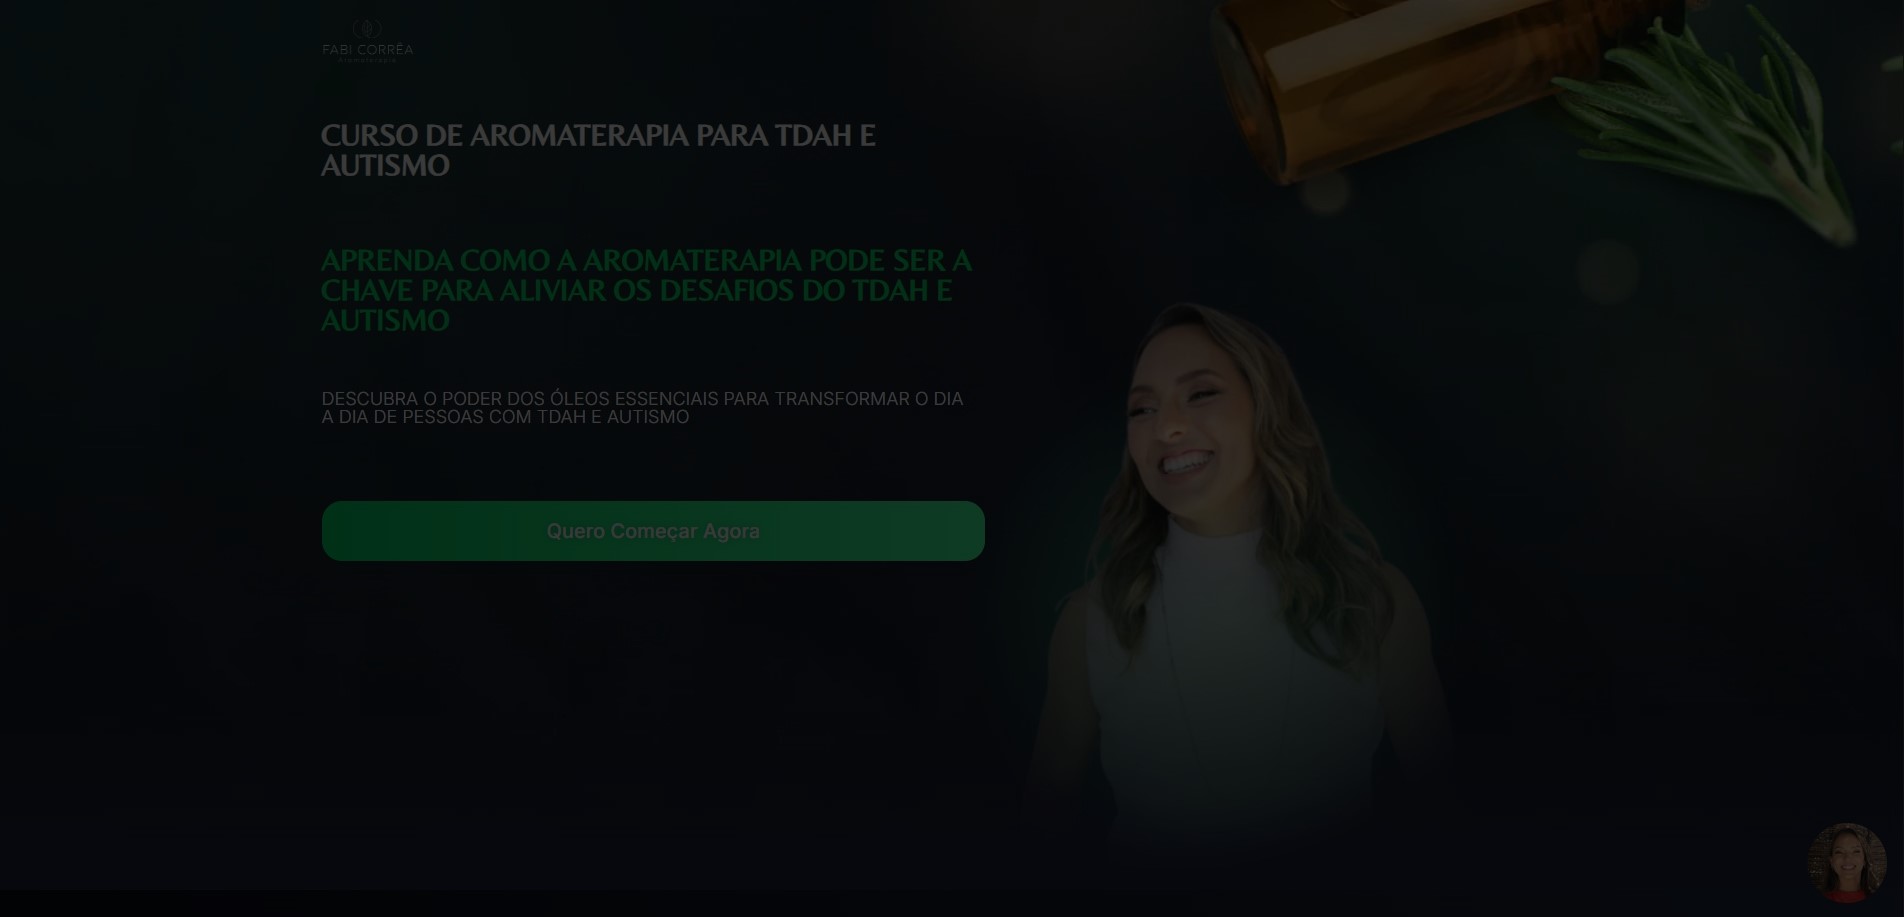 FABI CORRÊA
Aromaterapia
CURSO DE AROMATERAPIA PARA TDAH E
AUTISMO
APRENDA COMO A AROMATERAPIA PODE SER A
CHAVE PARA ALIVIAR OS DESAFIOS DO TDAH E
AUTISMO
DESCUBRA O PODER DOS ÓLEOS ESSENCIAIS PARA TRANSFORMAR O DIA
A DIA DE PESSOAS COM TDAH E AUTISMO
Quero Começar Agora